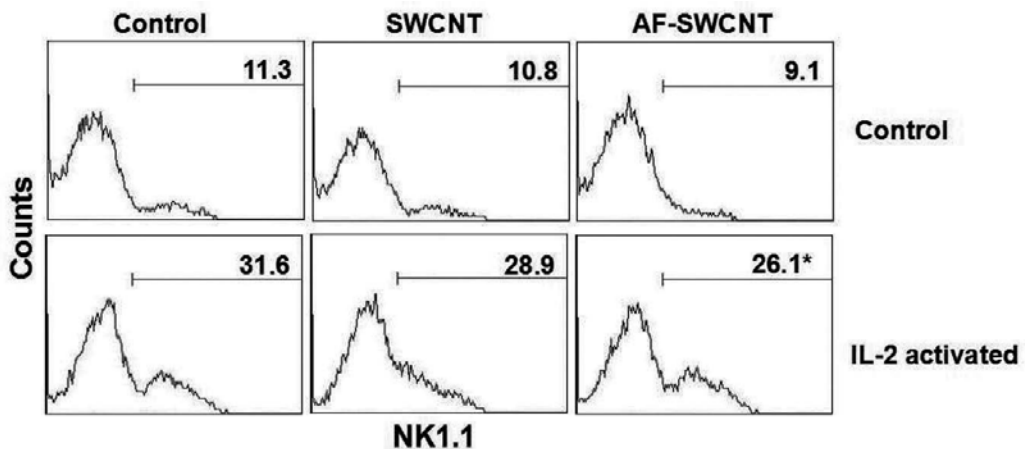 Control SWCNT AF-SWCNT
11.3 10.8 9.1
Control
Counts
31.6 28.9 26.1*
IL-2 activated
NK1.1